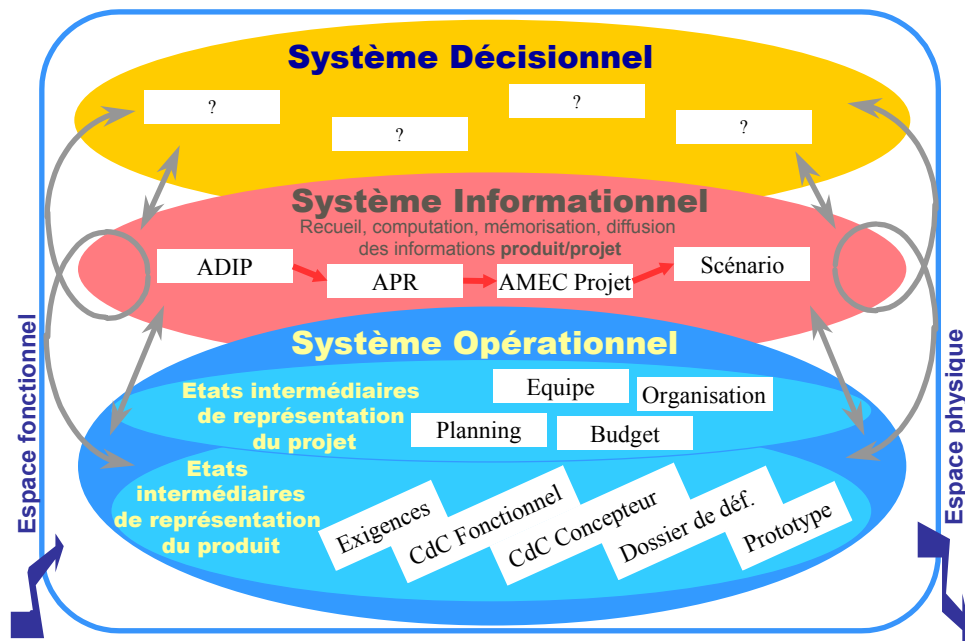 Système Décisionnel
?
?
?
?
Système Informationnel
Recueil, computation, mémorisation, diffusion
des informations produit/projet
ADIP
APR
AMEC Projet
Scénario
Système Opérationnel
Etats intermédiaires
de représentation
du projet
Equipe
Organisation
Planning
Budget
Etats
intermédiaires
de représentation
du produit
Exigences
CdC Fonctionnel
CdC Concepteur
Dossier de déf.
Prototype
Espace fonctionnel
Espace physique